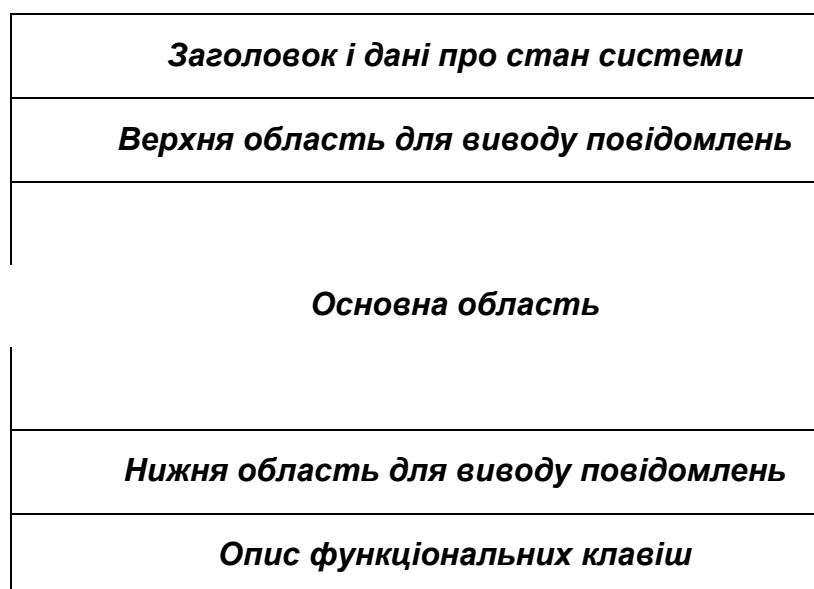 Заголовок і дані про стан системи
Верхня область для виводу повідомлень
Основна область
Нижня область для виводу повідомлень
Опис функціональних клавіш